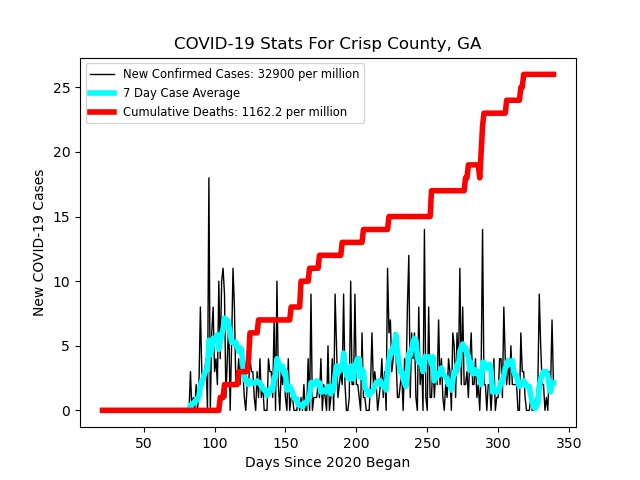 COVID-19 Stats For Crisp County, GA
New Confirmed Cases: 32900 per million
7 Day Case Average
Cumulative Deaths: 1162.2 per million
New COVID-19 Cases
25
20
15
10
5
0
50
100
150
200
250
300
350
Days Since 2020 Began